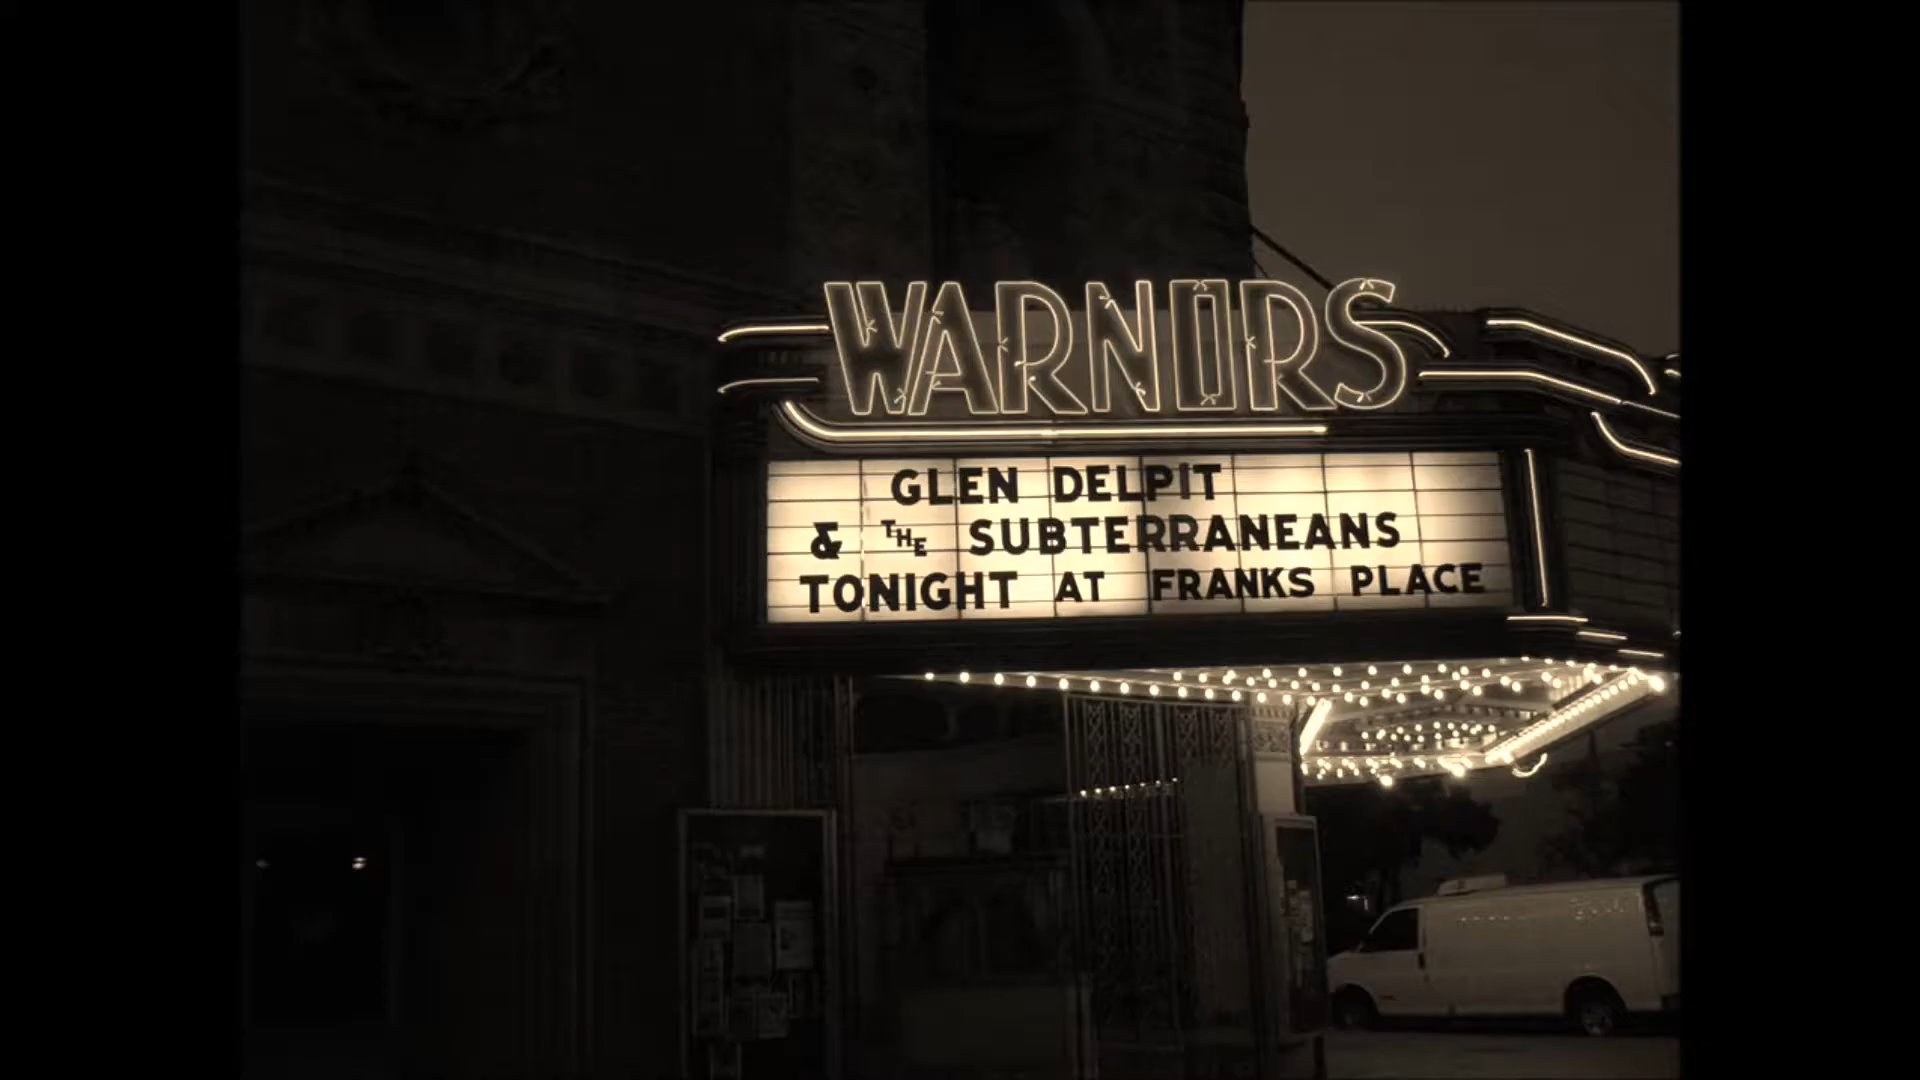 WARNORS
GLEN DELPIT
& THE SUBTERRANEANS
TONIGHT AT FRANKS PLACE